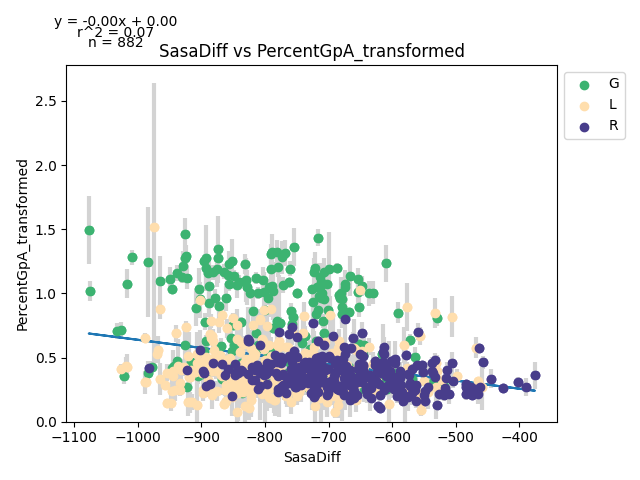 y = -0.00x + 0.00
r^2 = 0.07
n = 882
SasaDiff vs PercentGpA_transformed
G
L
R
PercentGpA_transformed
2.5
2.0
1.5
1.0
0.5
0.0
−1100
−1000
−900
−800
−700
−600
−500
−400
SasaDiff